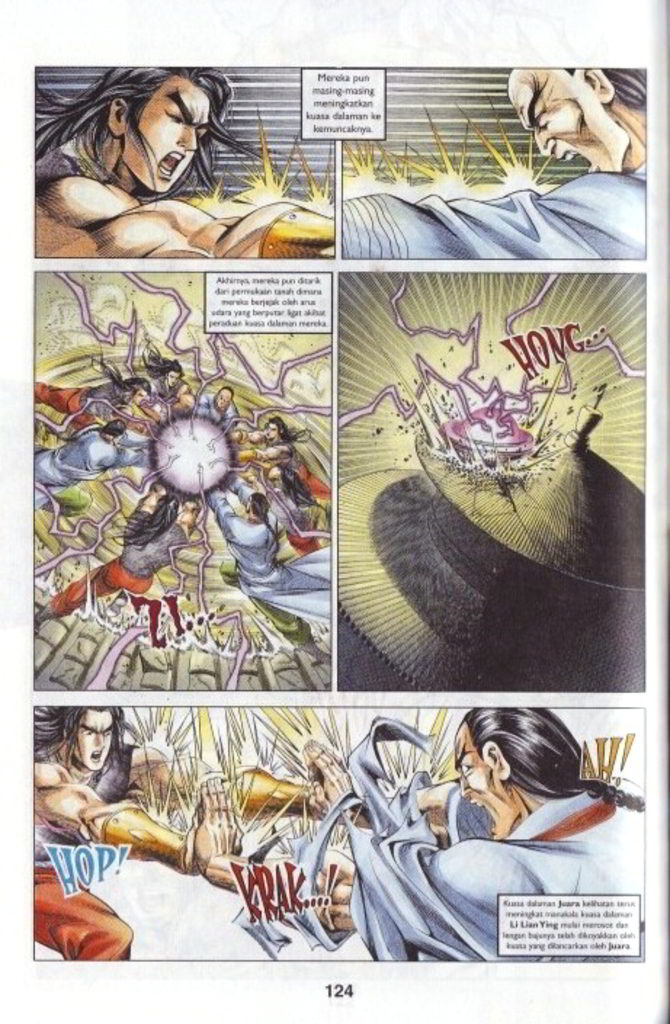 Mereka pun
masing-masing
meningkatkan
kuasa dalaman ke
kemuncaknya.
Akhirnya, mereka pun ditarik
dari permukaan tanah dimana
mereka berjejak oleh arus
udara yang berputar ligat akibat
peraduan kuasa dalaman mereka.
HONG...
ZI...
HOP!
KRAK...!
AH!
Kuasa dalaman Juara kelihatan terus
meningkat manakala kuasa dalaman
Li Lian Ying mulai merosot dan
lengan bajunya telah dikoyakkan oleh
kuasa yang dilancarkan oleh Juara
124